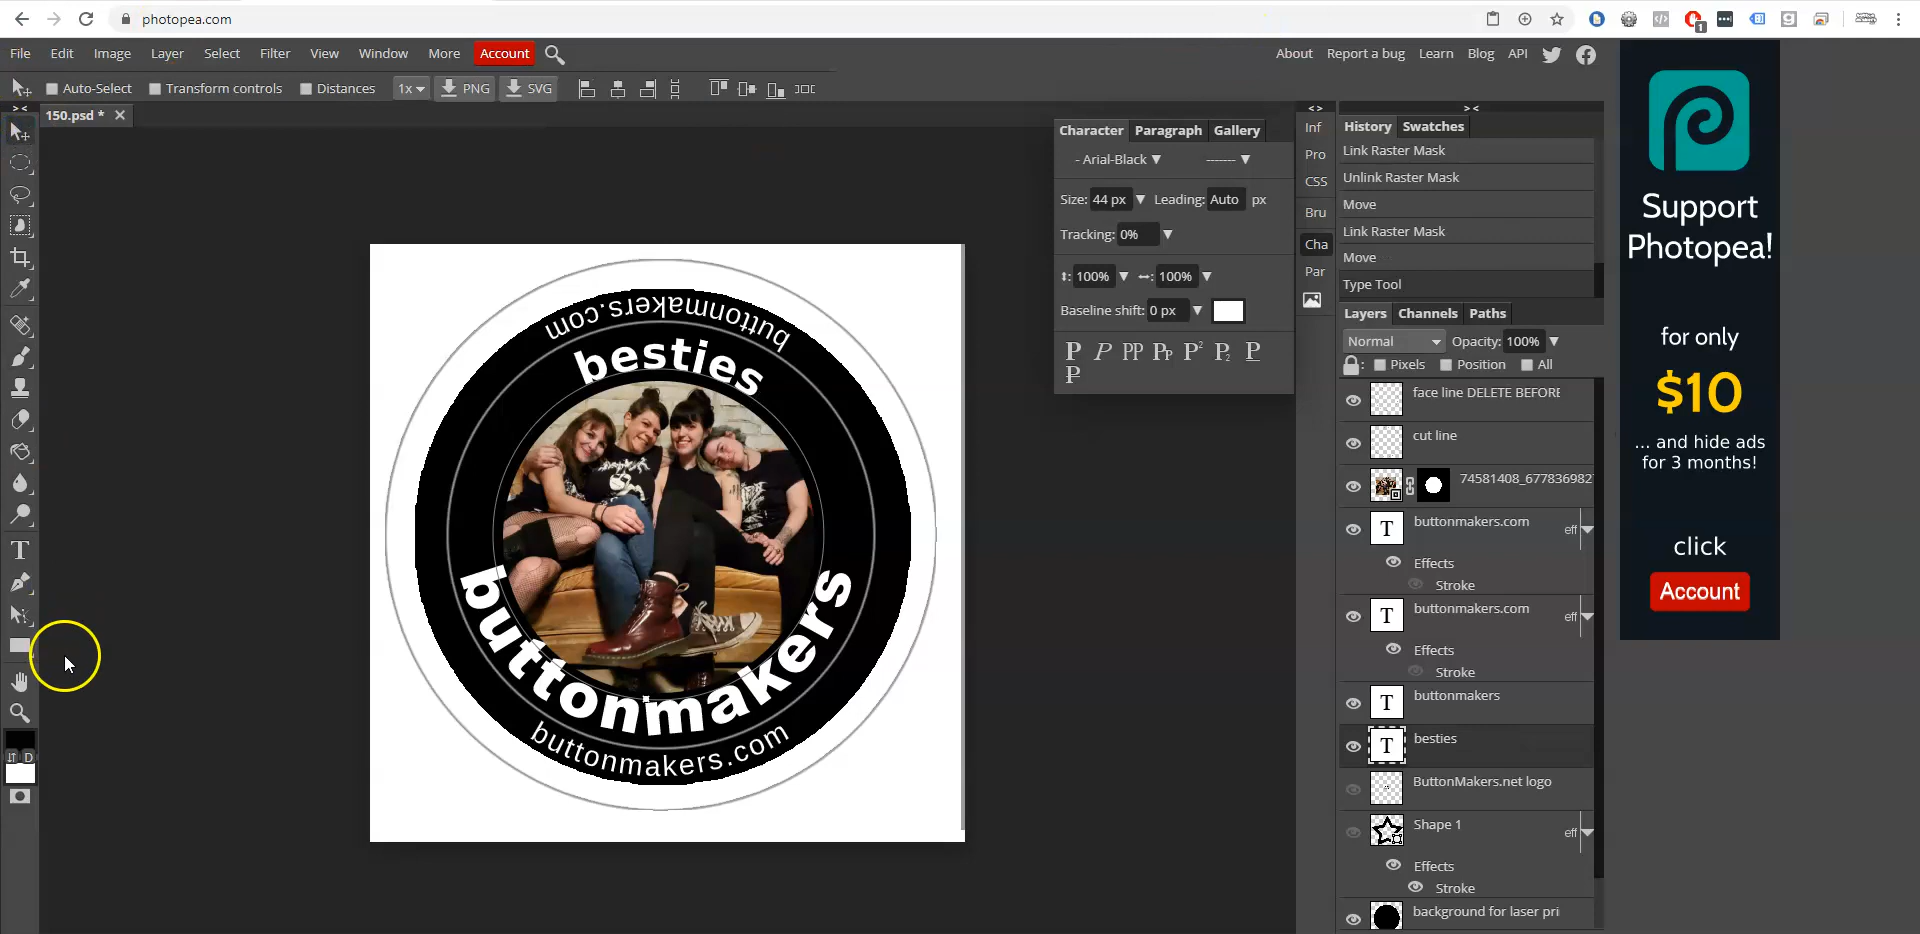 photopea.com
1
File Edit Image Layer Select Filter View Window More Account
About Report a bug Learn Blog API
Auto-Select Transform controls Distances 1x PNG SVG
150.psd * ✕
Character Paragraph Gallery
- Arial-Black -------
Size: 44 px Leading: Auto px
Tracking: 0%
100% 100%
Baseline shift: 0 px
Inf
Pro
CSS
Bru
Cha
Par
History Swatches
Link Raster Mask
Unlink Raster Mask
Move
Link Raster Mask
Move
Type Tool
Layers Channels Paths
Normal Opacity: 100%
Pixels Position All
face line DELETE BEFORE
cut line
74581408_677836982
buttonmakers.com eff
Effects
Stroke
buttonmakers.com eff
Effects
Stroke
buttonmakers
besties
ButtonMakers.net logo
Shape 1 eff
Effects
Stroke
background for laser pri
buttonmakers.com
besties
buttonmakers
buttonmakers.com
D
Support
Photopea!
for only
$10
... and hide ads
for 3 months!
click
Account